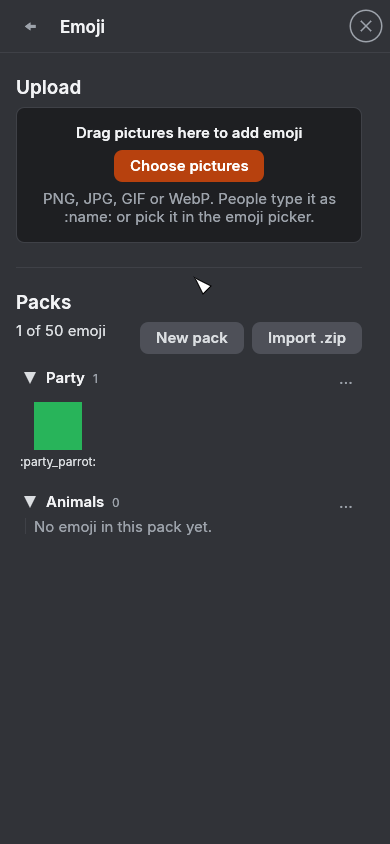 Emoji
Upload
Drag pictures here to add emoji
Choose pictures
PNG, JPG, GIF or WebP. People type it as
:name: or pick it in the emoji picker.
Packs
1 of 50 emoji
New pack
Import .zip
Party 1
...
:party_parrot:
Animals 0
...
No emoji in this pack yet.